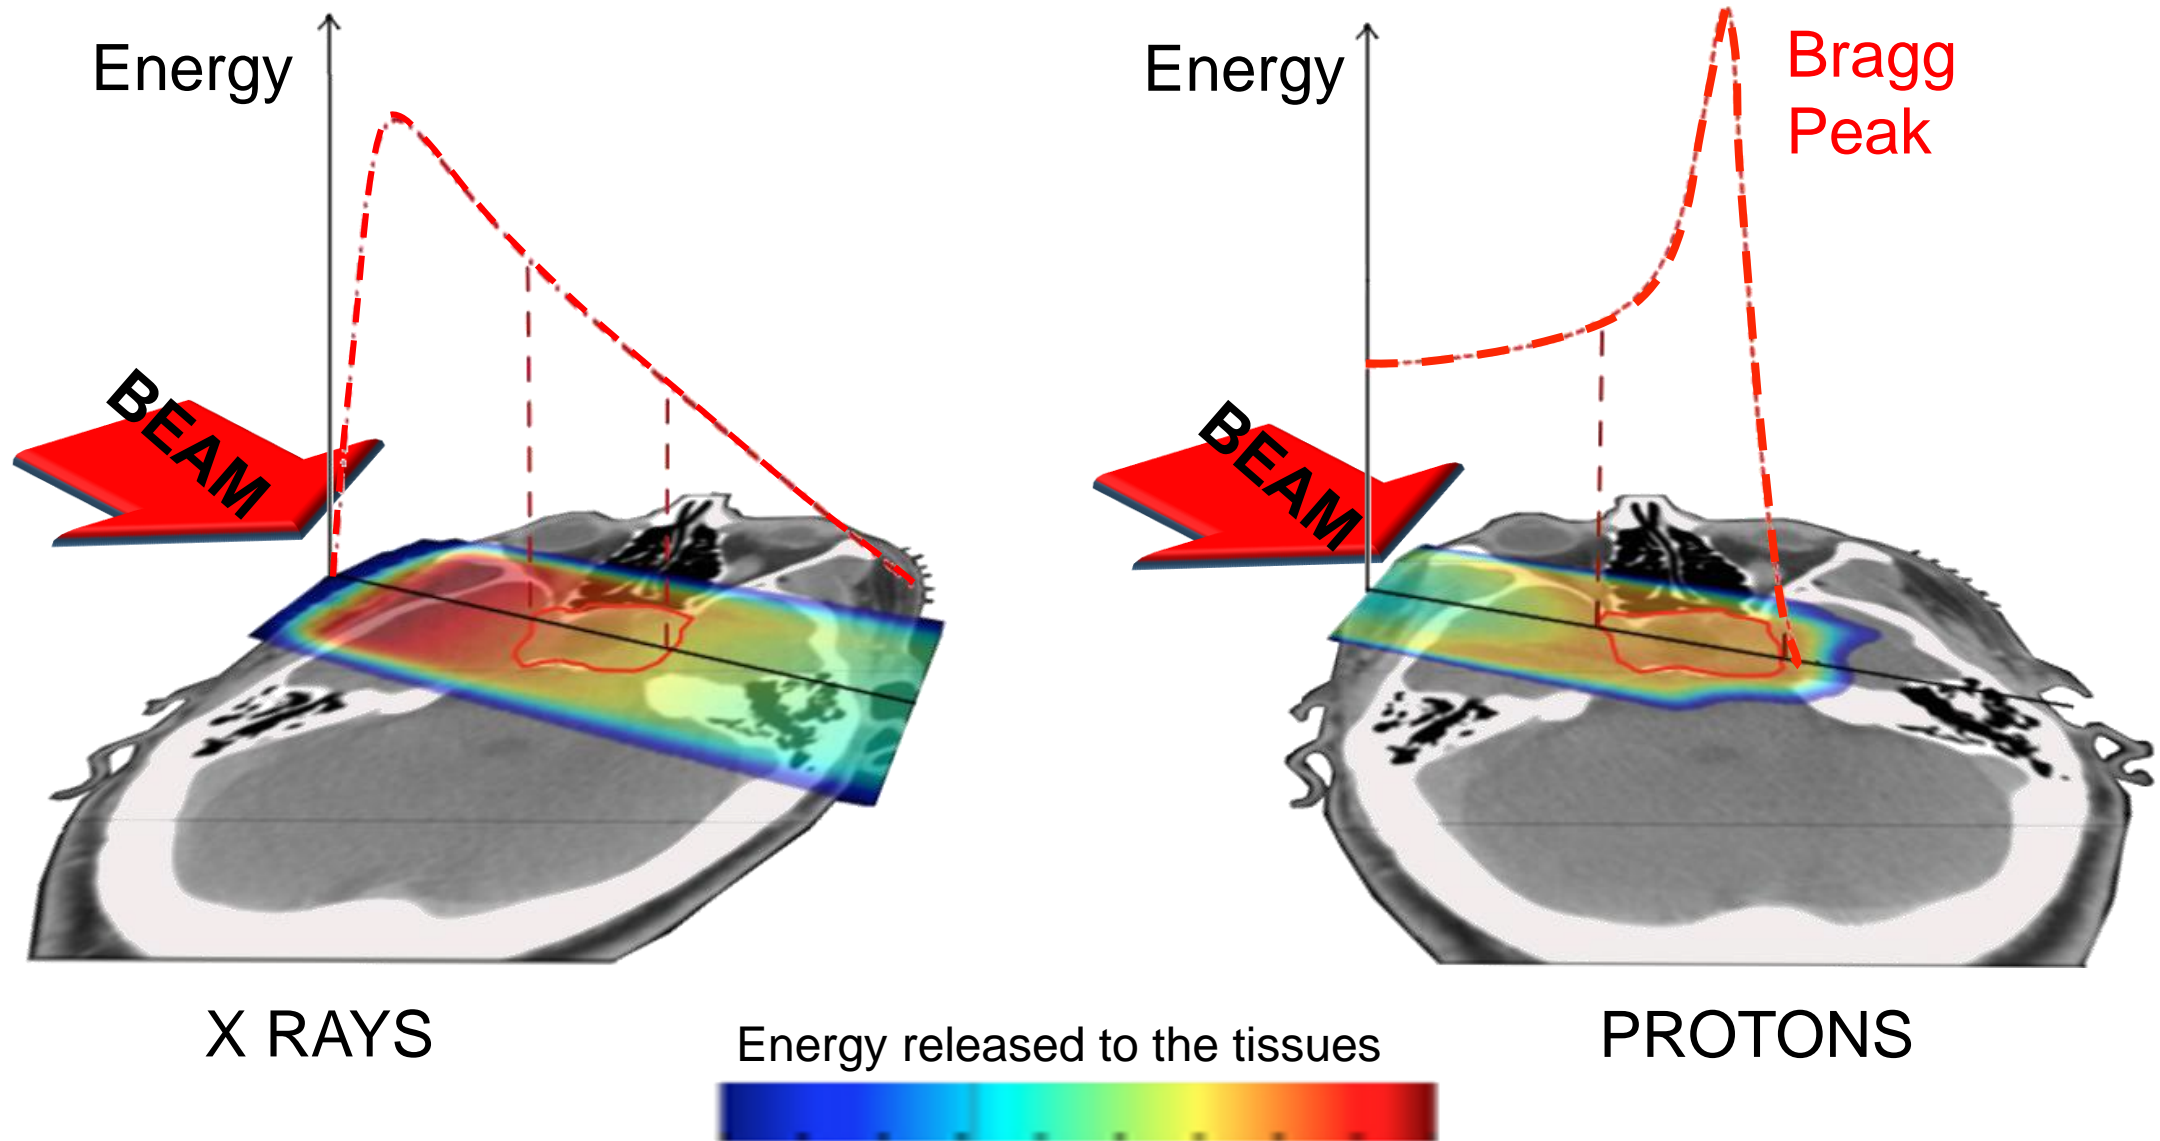 Energy
BEAM
X RAYS
Energy
Bragg
Peak
BEAM
PROTONS
Energy released to the tissues